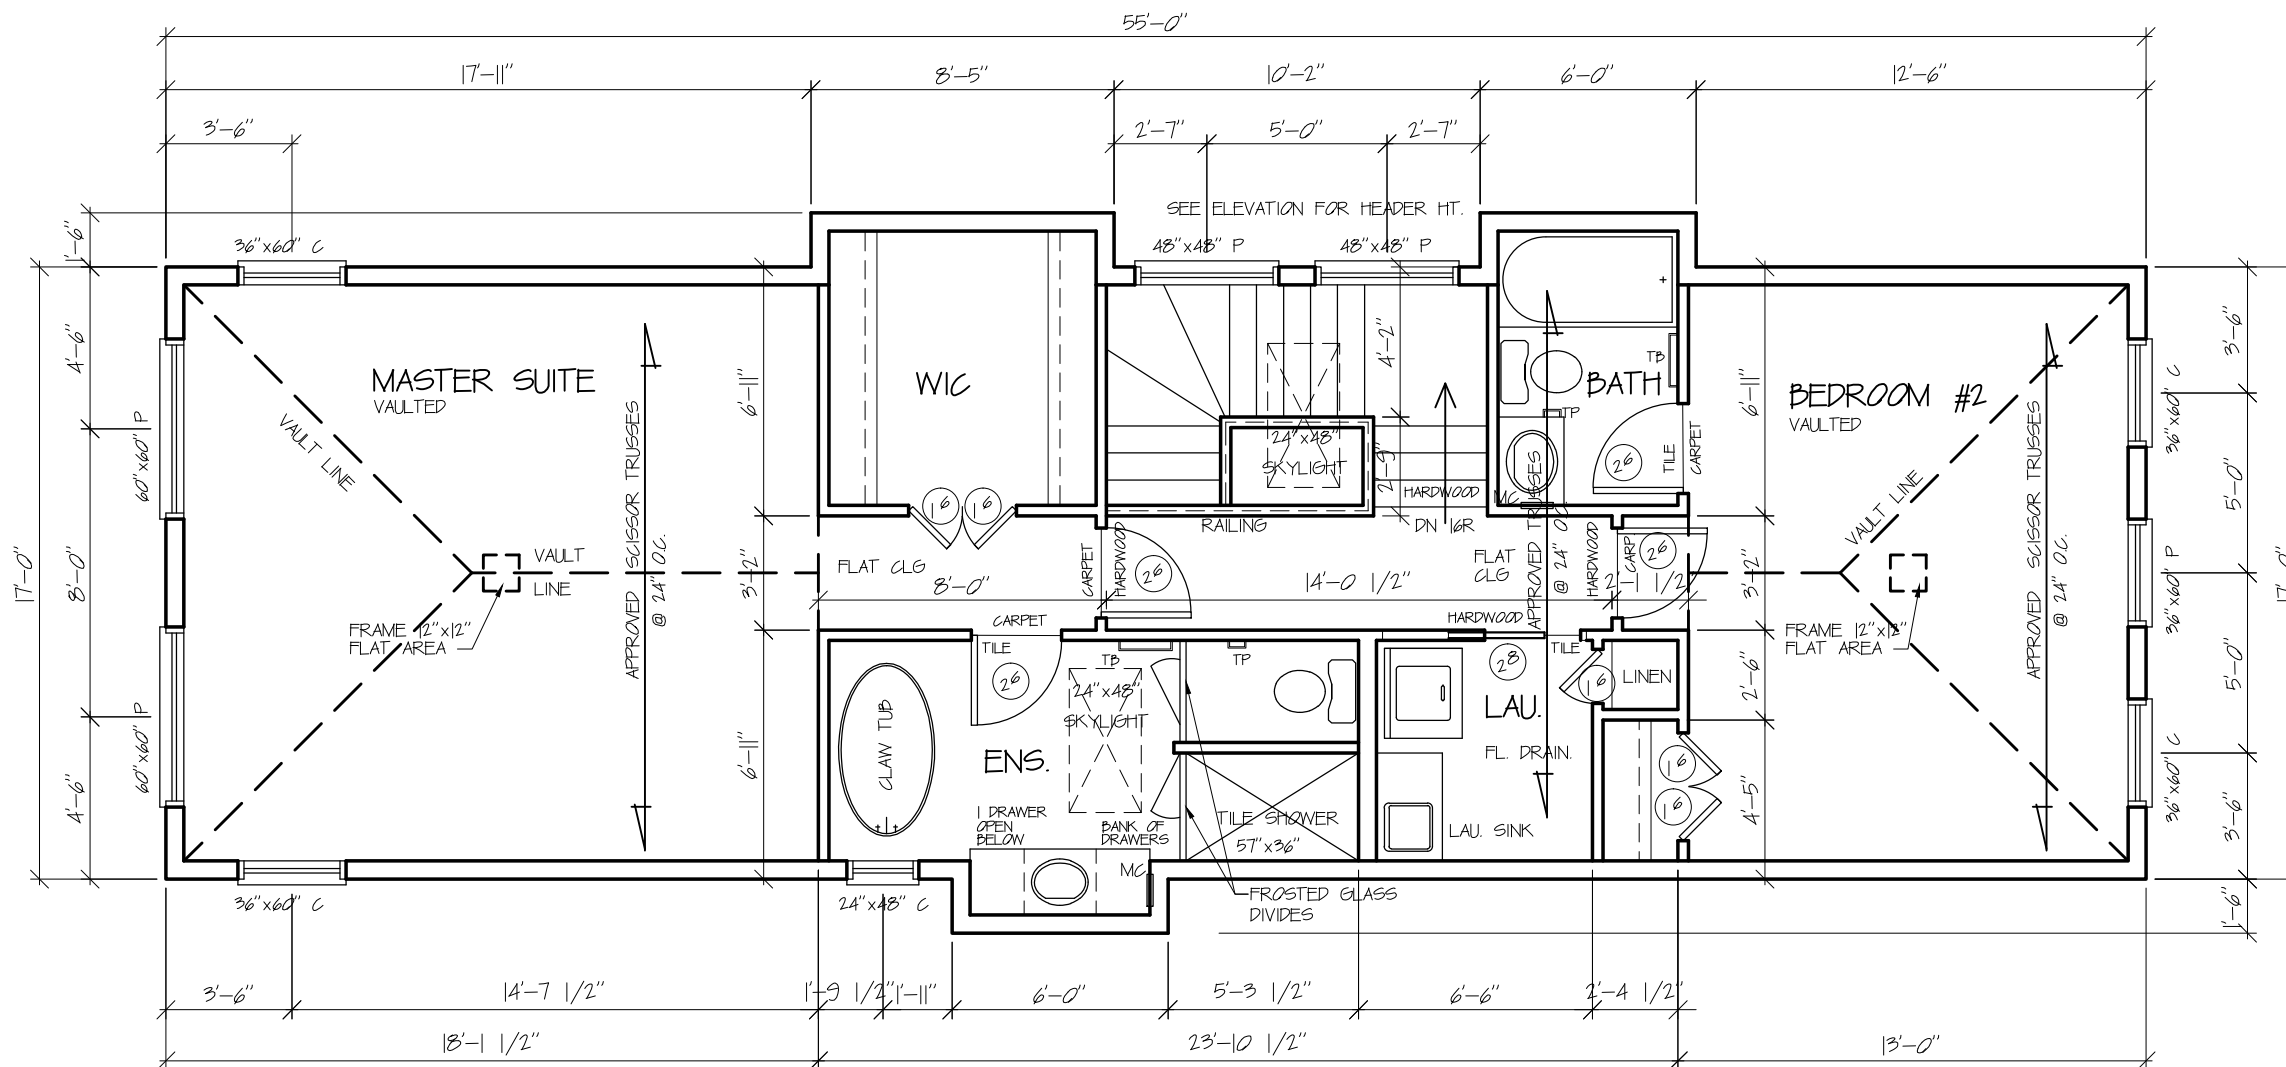 55'-0"
17'-11"
8'-5"
10'-2"
6'-0"
12'-6"
3'-6"
2'-7"
5'-0"
2'-7"
SEE ELEVATION FOR HEADER HT.
1'-6"
36"x60" C
48"x48" P
48"x48" P
4'-6"
8'-0"
4'-6"
17'-0"
60"x60" P
60"x60" P
MASTER SUITE
VAULTED
VAULT LINE
VAULT
LINE
FRAME 12"x12"
FLAT AREA
APPROVED SCISSOR TRUSSES
@ 24" O.C.
6'-11"
3'-2"
6'-11"
WIC
1⁶
1⁶
FLAT CLG
8'-0"
CARPET
HARDWOOD
2⁶
4'-2"
2'-9"
24"x48"
SKYLIGHT
RAILING
HARDWOOD
DN 16R
FLAT
CLG
14'-0 1/2"
2'-1 1/2"
BATH
TB
TP
MC
2⁶
TILE
CARPET
APPROVED TRUSSES
@ 24" O.C.
HARDWOOD
CARP
2⁶
BEDROOM #2
VAULTED
VAULT LINE
FRAME 12"x12"
FLAT AREA
APPROVED SCISSOR TRUSSES
@ 24" O.C.
6'-11"
3'-2"
2'-6"
4'-5"
36"x60" C
36"x60" P
36"x60" C
3'-6"
5'-0"
5'-0"
3'-6"
1'-6"
17'-0"
CARPET
TILE
2⁶
TB
24"x48"
SKYLIGHT
TP
CLAW TUB
ENS.
1 DRAWER
OPEN
BELOW
BANK OF
DRAWERS
MC
TILE SHOWER
57"x36"
FROSTED GLASS
DIVIDES
HARDWOOD
2⁸
TILE
1⁶
LINEN
LAU.
FL. DRAIN.
LAU. SINK
1⁶
1⁶
36"x60" C
24"x48" C
3'-6"
14'-7 1/2"
1'-9 1/2"
1'-11"
6'-0"
5'-3 1/2"
6'-6"
2'-4 1/2"
18'-1 1/2"
23'-10 1/2"
13'-0"